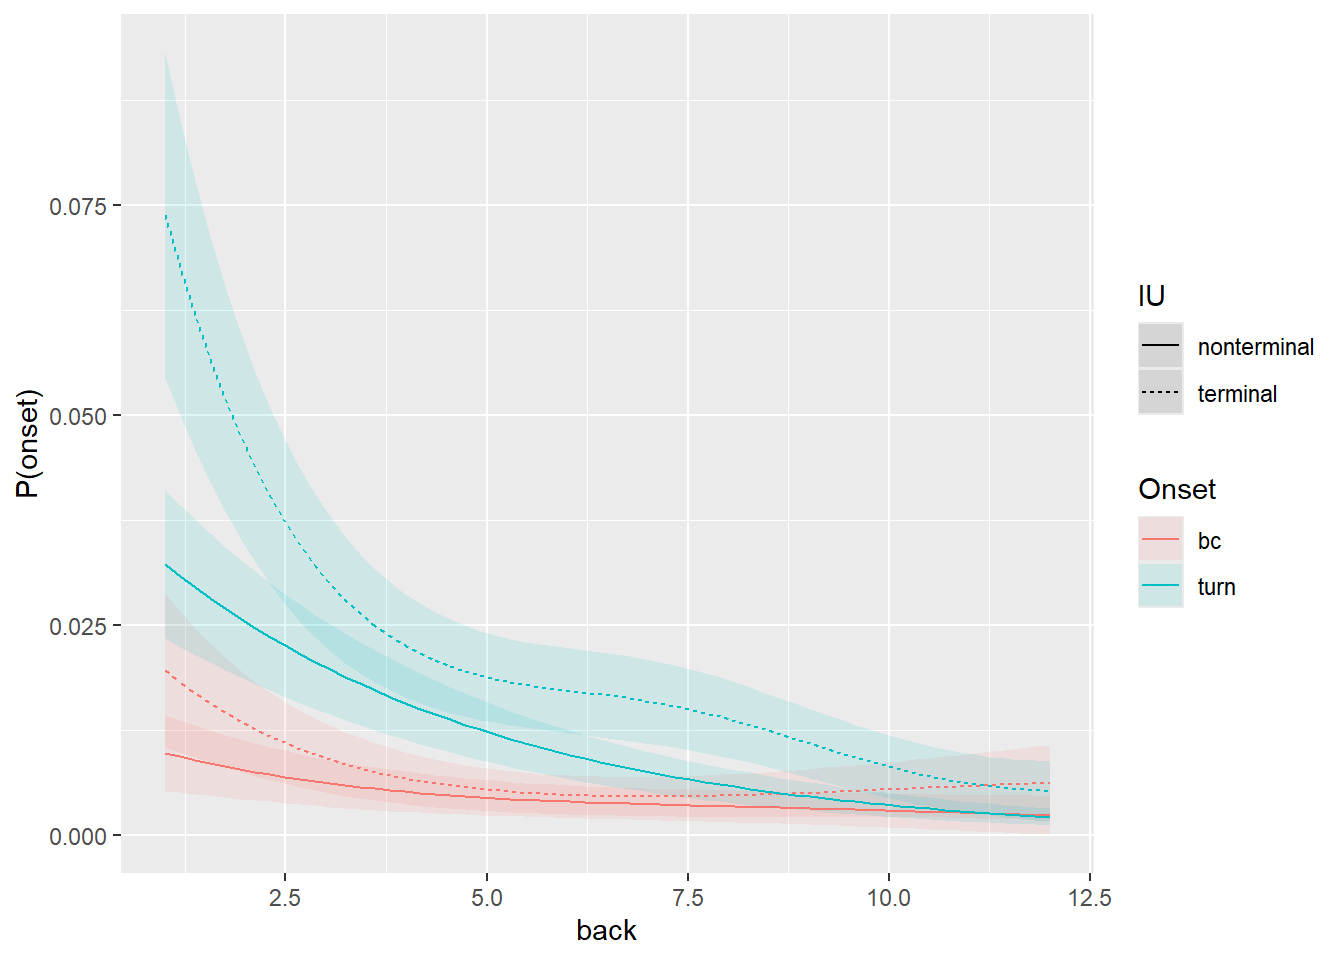 P(onset)
0.075
0.050
0.025
0.000
2.5
5.0
7.5
10.0
12.5
back
IU
nonterminal
terminal
Onset
bc
turn